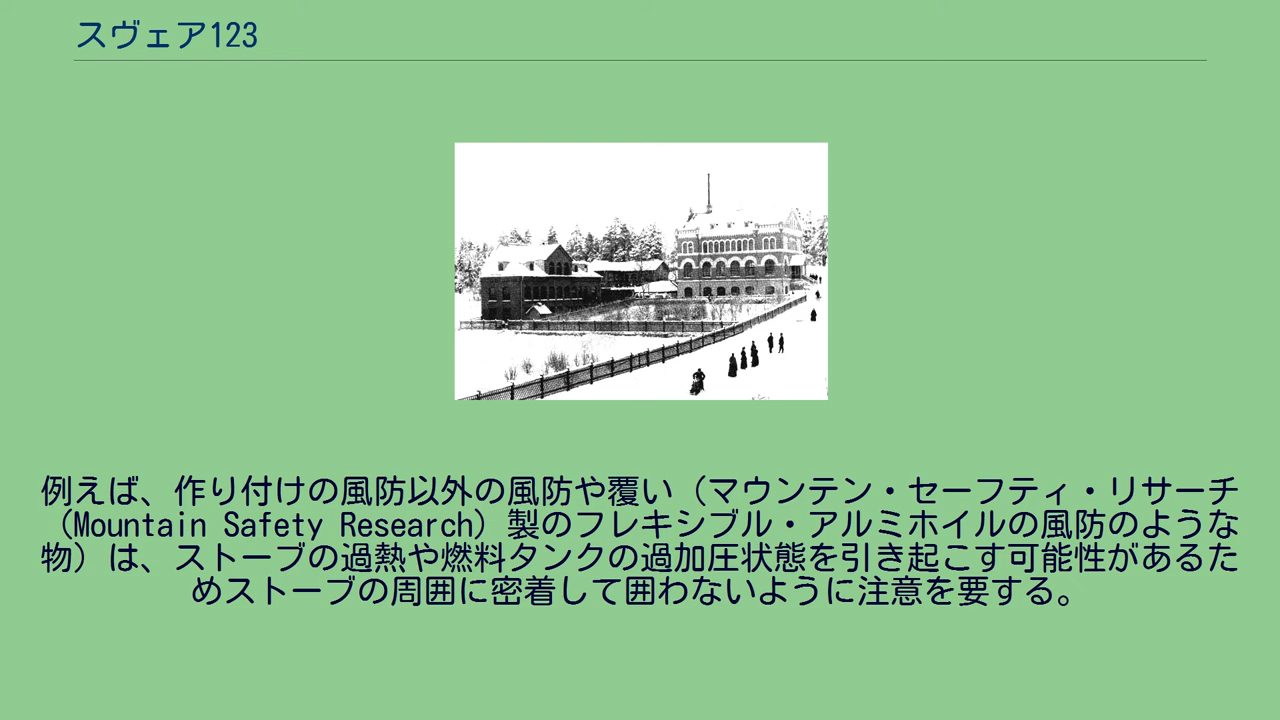 スヴェア123
例えば、作り付けの風防以外の風防や覆い（マウンテン・セーフティ・リサーチ
（Mountain Safety Research）製のフレキシブル・アルミホイルの風防のような
物）は、ストーブの過熱や燃料タンクの過加圧状態を引き起こす可能性があるた
めストーブの周囲に密着して囲わないように注意を要する。